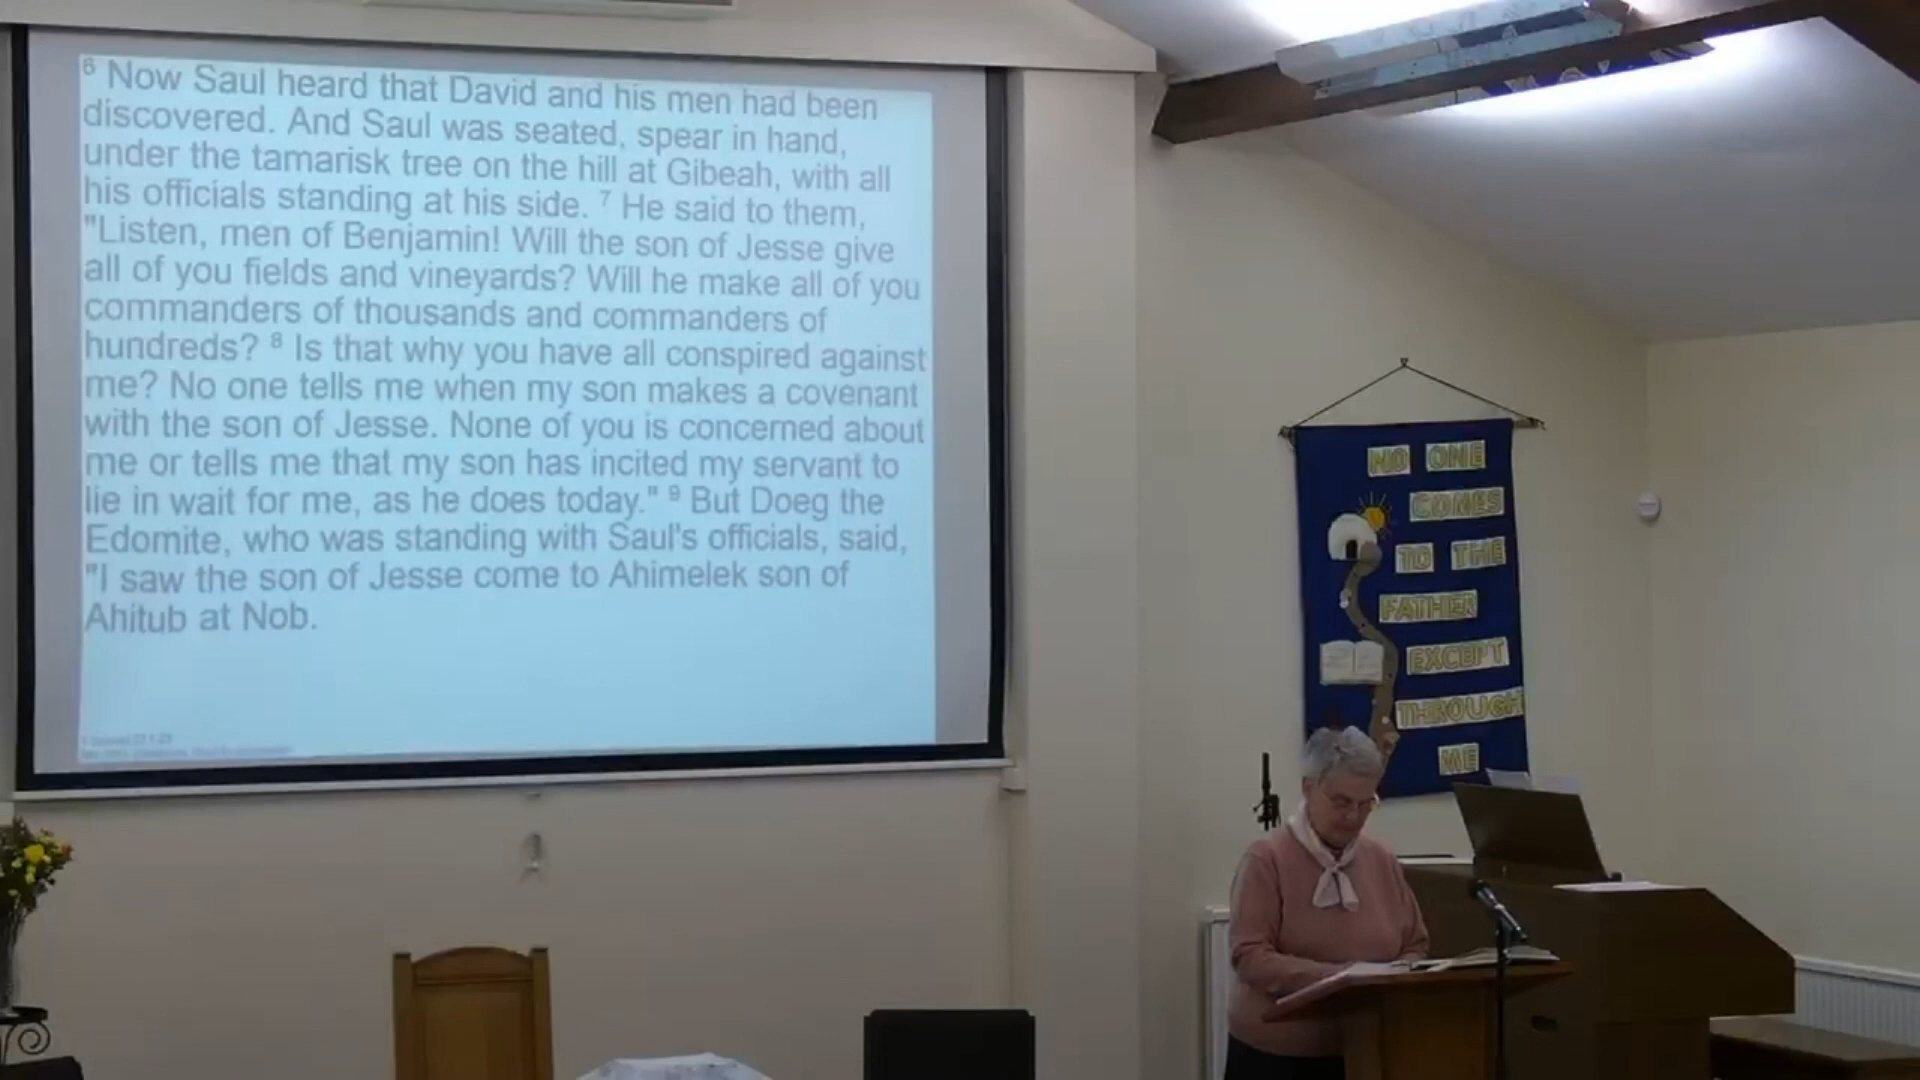 6 Now Saul heard that David and his men had been
discovered. And Saul was seated, spear in hand,
under the tamarisk tree on the hill at Gibeah, with all
his officials standing at his side. 7 He said to them,
"Listen, men of Benjamin! Will the son of Jesse give
all of you fields and vineyards? Will he make all of you
commanders of thousands and commanders of
hundreds? 8 Is that why you have all conspired against
me? No one tells me when my son makes a covenant
with the son of Jesse. None of you is concerned about
me or tells me that my son has incited my servant to
lie in wait for me, as he does today." 9 But Doeg the
Edomite, who was standing with Saul's officials, said,
"I saw the son of Jesse come to Ahimelek son of
Ahitub at Nob.
NO ONE
COMES
TO THE
FATHER
EXCEPT
THROUGH
ME